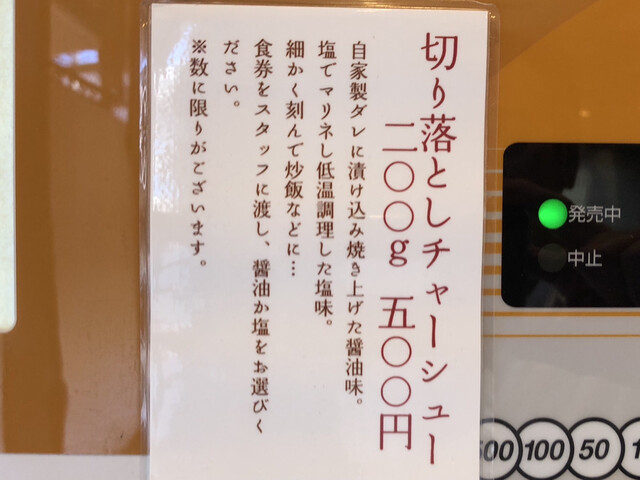 切り落としチャーシュー
二〇〇g 五〇〇円
自家製ダレに漬け込み焼き上げた醤油味。
塩でマリネし低温調理した塩味。
細かく刻んで炒飯などに…
食券をスタッフに渡し、醤油か塩をお選びく
ださい。
※数に限りがございます。
発売中
中止
500 100 50 1